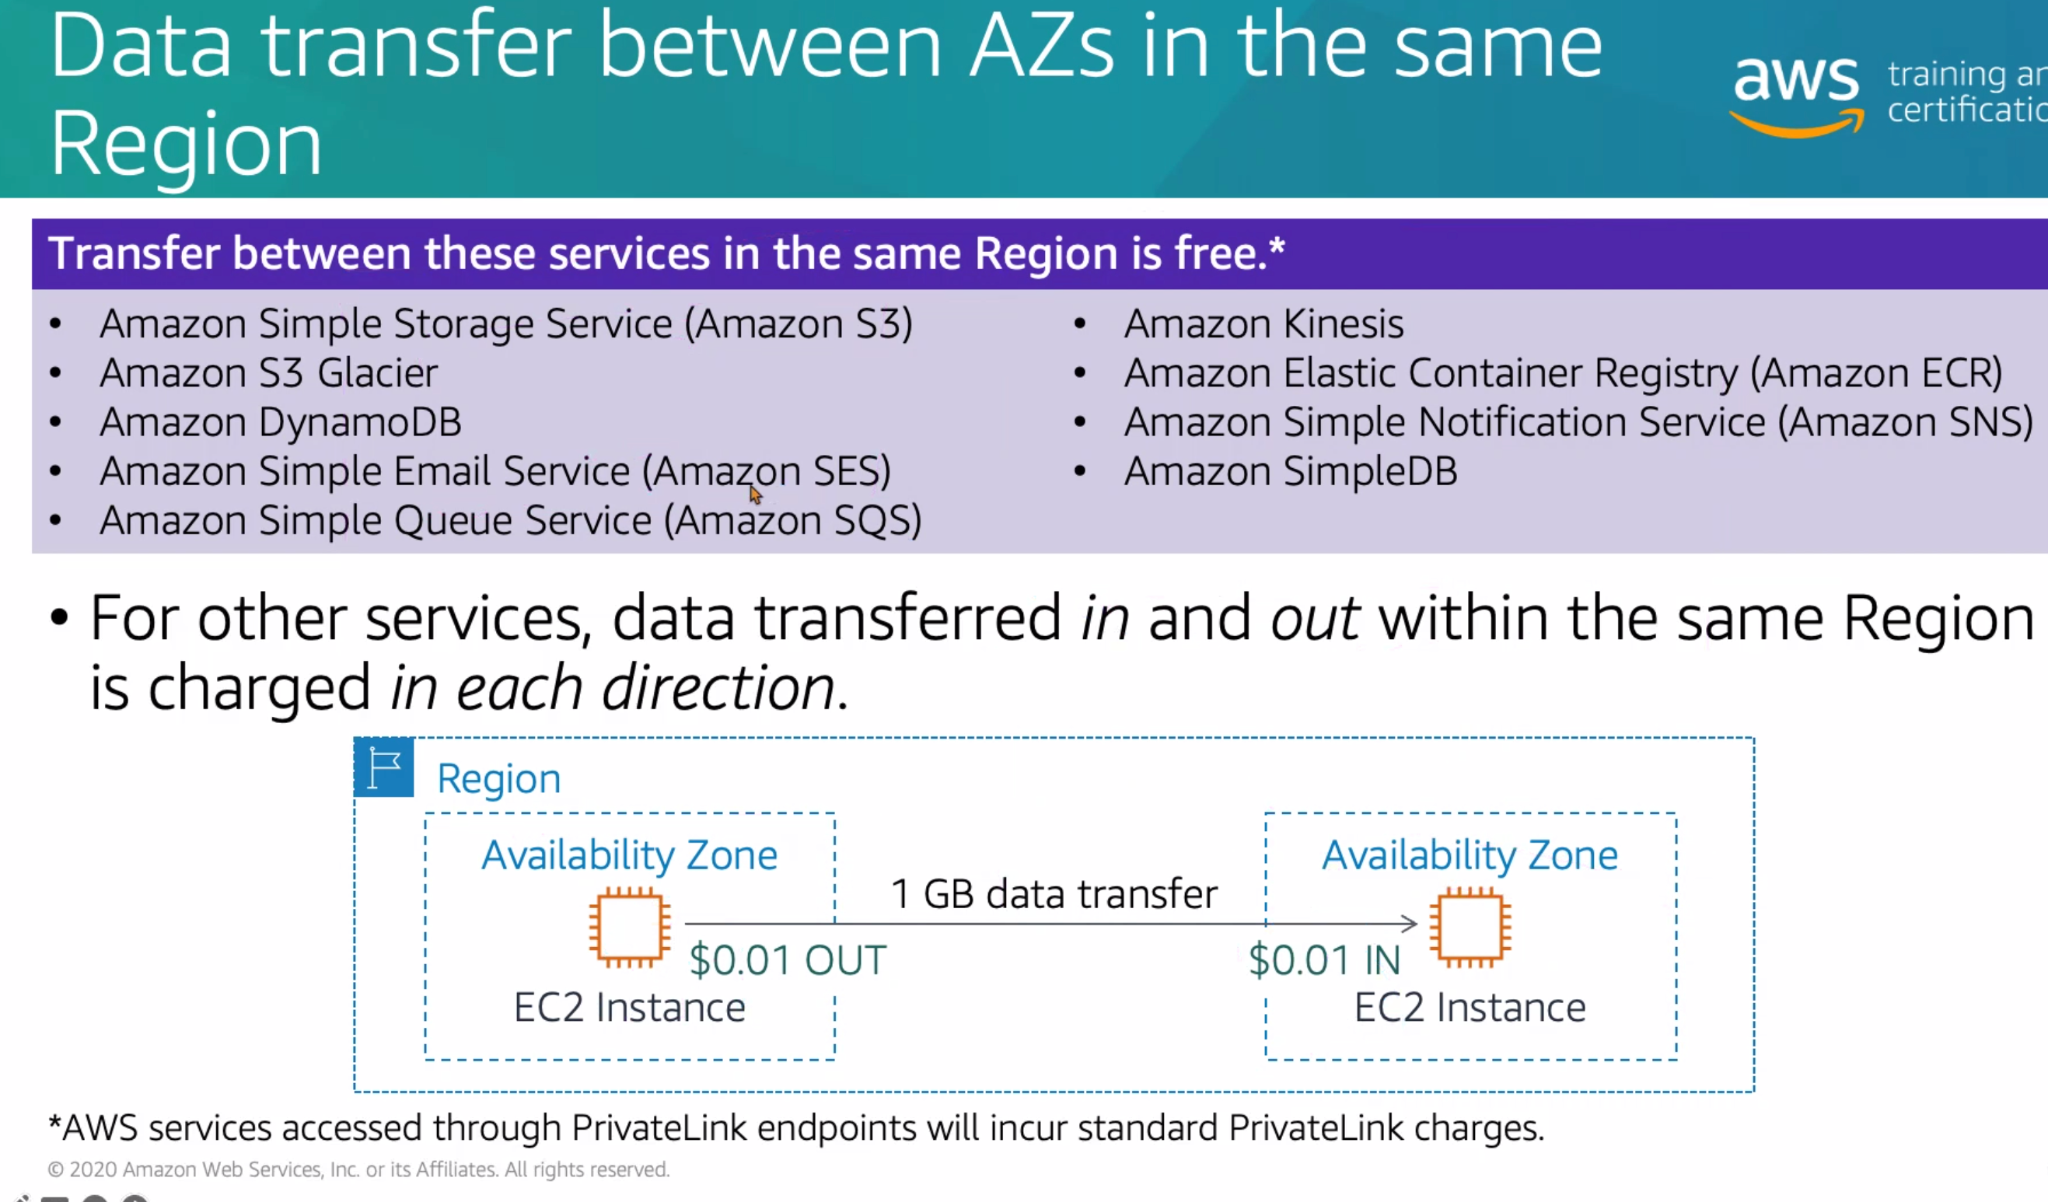 Data transfer between AZs in the same
Region
aws
training an
certificatio
Transfer between these services in the same Region is free.*
• Amazon Simple Storage Service (Amazon S3)
• Amazon S3 Glacier
• Amazon DynamoDB
• Amazon Simple Email Service (Amazon SES)
• Amazon Simple Queue Service (Amazon SQS)
• Amazon Kinesis
• Amazon Elastic Container Registry (Amazon ECR)
• Amazon Simple Notification Service (Amazon SNS)
• Amazon SimpleDB
• For other services, data transferred in and out within the same Region
is charged in each direction.
Region
Availability Zone
$0.01 OUT
EC2 Instance
1 GB data transfer
Availability Zone
$0.01 IN
EC2 Instance
*AWS services accessed through PrivateLink endpoints will incur standard PrivateLink charges.
© 2020 Amazon Web Services, Inc. or its Affiliates. All rights reserved.